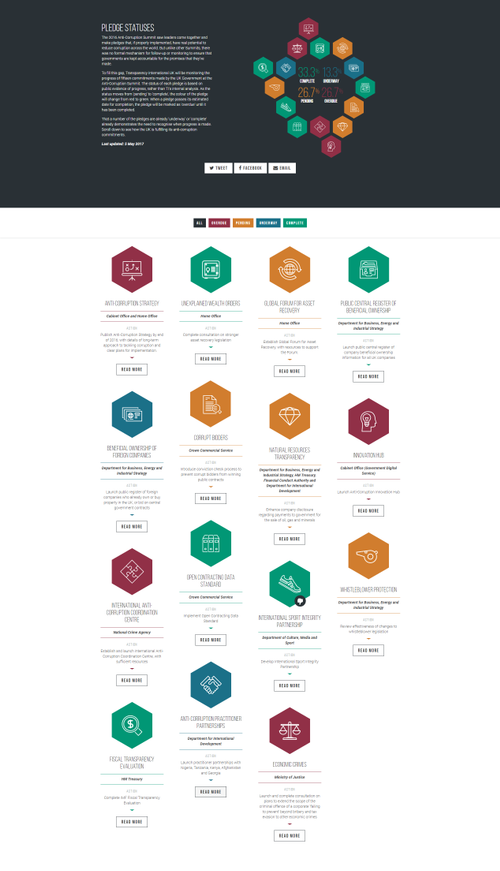 PLEDGE STATUSES
The 2016 Anti-Corruption Summit saw leaders come together and
make pledges that, if properly implemented, have real potential to
reduce corruption across the world. But unlike other Summits, there
was no formal mechanism for follow-up or monitoring to ensure that
governments are kept accountable for the promises that they've
made.
To fill this gap, Transparency International UK will be monitoring the
progress of fifteen commitments made by the UK Government at the
Anti-Corruption Summit. The status of each pledge is based on
public evidence of progress, rather than TI's internal analysis. As the
status moves from 'pending' to complete, the colour of the pledge
will change from red to green. When a pledge passes its estimated
date for completion, the pledge will be marked as 'overdue' until it
has been completed.
That a number of the pledges are already 'underway' or 'complete'
already demonstrates the need to recognise what progress is made.
Scroll down to see how the UK is fulfilling its anti-corruption
commitments.
Last updated: 5 May 2017
33.3% 13.3%
COMPLETE UNDERWAY
26.7% 26.7%
PENDING OVERDUE
TWEET FACEBOOK EMAIL
ALL OVERDUE PENDING UNDERWAY COMPLETE
ANTI-CORRUPTION STRATEGY
Cabinet Office and Home Office
ACTION
Publish Anti-Corruption Strategy by end
of 2016, with details of long-term
approach to tackling corruption and
clear plans for implementation
READ MORE
UNEXPLAINED WEALTH ORDERS
Home Office
ACTION
Complete consultation on stronger
asset recovery legislation
READ MORE
GLOBAL FORUM FOR ASSET
RECOVERY
Home Office
ACTION
Establish Global Forum for Asset
Recovery, with resources to support
the Forum
READ MORE
PUBLIC CENTRAL REGISTER OF
BENEFICIAL OWNERSHIP
Department for Business, Energy and
Industrial Strategy
ACTION
Launch public central register of
company beneficial ownership
information for all UK companies
READ MORE
BENEFICIAL OWNERSHIP OF
FOREIGN COMPANIES
Department for Business, Energy and
Industrial Strategy
ACTION
Launch public register of foreign
companies who already own or buy
property in the UK, or bid on central
government contracts
READ MORE
CORRUPT BIDDERS
Crown Commercial Service
ACTION
Introduce conviction check process to
prevent corrupt bidders from winning
public contracts
READ MORE
NATURAL RESOURCES
TRANSPARENCY
Department for Business, Energy and
Industrial Strategy, HM Treasury,
Financial Conduct Authority and
Department for International
Development
ACTION
Enhance company disclosure
regarding payments to government for
the sale of oil, gas and minerals
READ MORE
INNOVATION HUB
Cabinet Office (Government Digital
Service)
ACTION
Launch Anti-Corruption Innovation Hub
READ MORE
INTERNATIONAL ANTI-
CORRUPTION COORDINATION
CENTRE
National Crime Agency
ACTION
Establish and launch International Anti-
Corruption Coordination Centre, with
sufficient resources
READ MORE
OPEN CONTRACTING DATA
STANDARD
Crown Commercial Service
ACTION
Implement Open Contracting Data
Standard
READ MORE
INTERNATIONAL SPORT INTEGRITY
PARTNERSHIP
Department of Culture, Media and
Sport
ACTION
Develop International Sport Integrity
Partnership
READ MORE
WHISTLEBLOWER PROTECTION
Department for Business, Energy and
Industrial Strategy
ACTION
Review effectiveness of changes to
whistleblower legislation
READ MORE
FISCAL TRANSPARENCY
EVALUATION
HM Treasury
ACTION
Complete IMF Fiscal Transparency
Evaluation
READ MORE
ANTI-CORRUPTION PRACTITIONER
PARTNERSHIPS
Department for International
Development
ACTION
Launch practitioner partnerships with
Nigeria, Tanzania, Kenya, Afghanistan
and Georgia
READ MORE
ECONOMIC CRIMES
Ministry of Justice
ACTION
Launch and complete consultation on
plans to extend the scope of the
criminal offence of a corporate 'failing
to prevent' beyond bribery and tax
evasion to other economic crimes
READ MORE